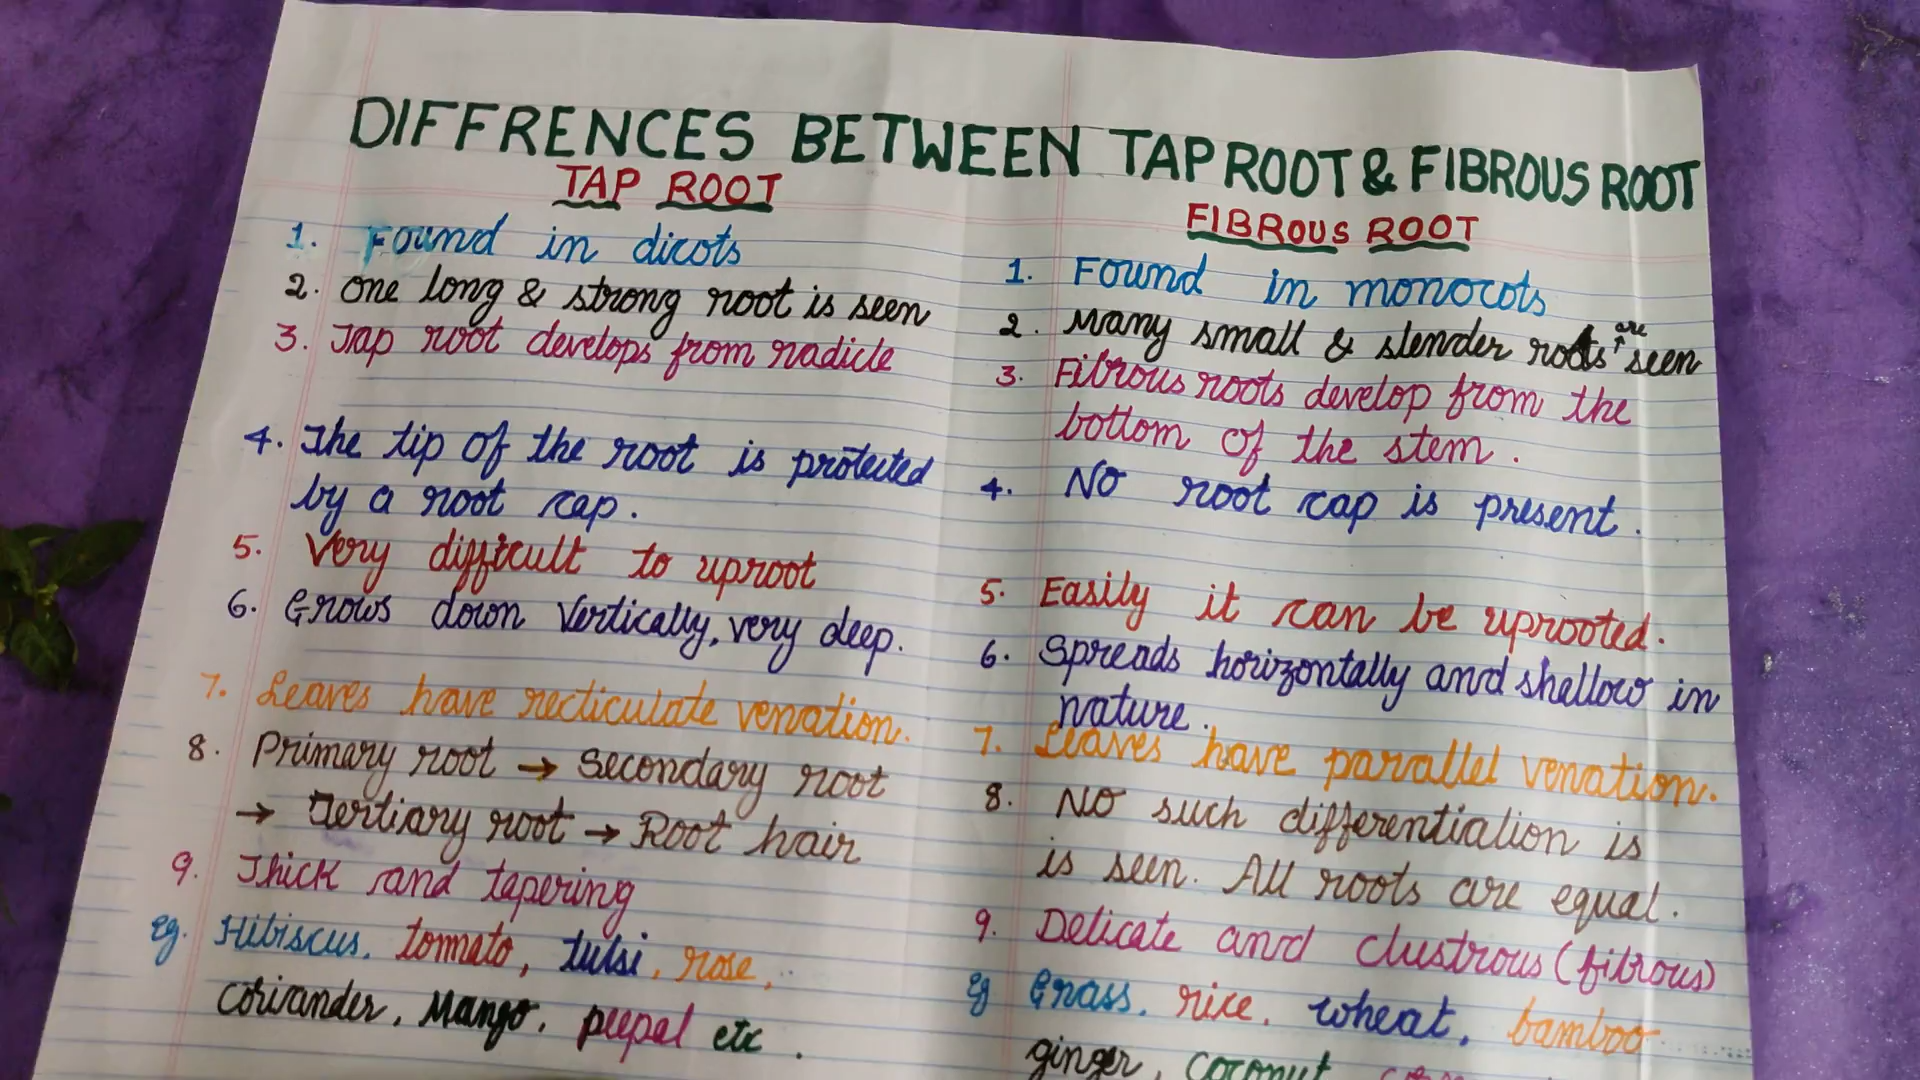 DIFFRENCES BETWEEN TAP ROOT & FIBROUS ROOT
TAP ROOT
1. Found in dicots
2. One long & strong root is seen
3. Tap root develops from radicle
4. The tip of the root is protected
by a root cap.
5. Very difficult to uproot
6. Grows down Vertically, very deep.
7. Leaves have recticulate venation.
8. Primary root → Secondary root
→ Tertiary root → Root hair
9. Thick and tapering
eg. Hibiscus, tomato, tulsi, rose,
coriander, Mango, peepal etc.
FIBROUS ROOT
1. Found in monocots
2. Many small & slender roots are seen
3. Fibrous roots develop from the
bottom of the stem.
4. No root cap is present.
5. Easily it can be uprooted.
6. Spreads horizontally and shallow in
nature.
7. Leaves have parallel venation.
8. No such differentiation is
is seen. All roots are equal.
9. Delicate and clustrous (fibrous)
eg Grass, rice, wheat, bamboo
ginger, coconut